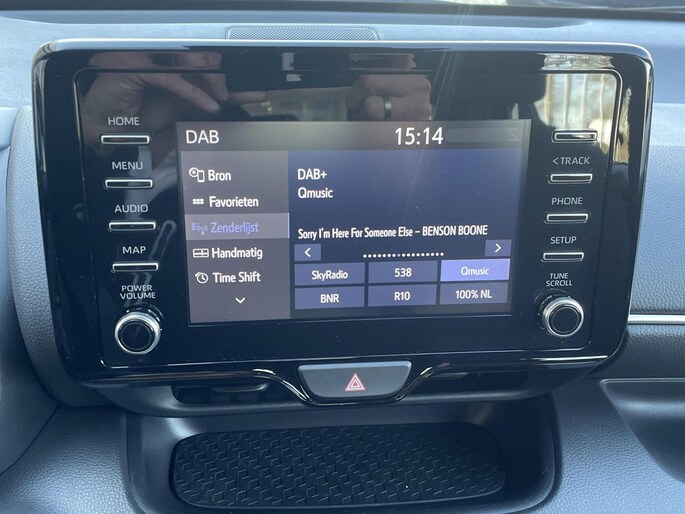 HOME
MENU
AUDIO
MAP
POWER
VOLUME
DAB 15:14
Bron
Favorieten
Zenderlijst
Handmatig
Time Shift
DAB+
Qmusic
Sorry I'm Here For Someone Else – BENSON BOONE
< >
SkyRadio 538 Qmusic
BNR R10 100% NL
< TRACK
PHONE
SETUP
TUNE
SCROLL